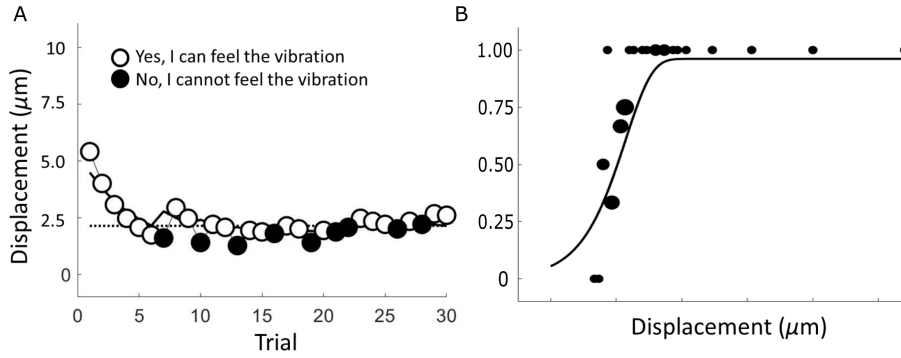 A
Displacement (μm)
10
7.5
5.0
2.5
0
Yes, I can feel the vibration
No, I cannot feel the vibration
0 5 10 15 20 25 30
Trial
B
1.00
0.75
0.50
0.25
0
Displacement (μm)